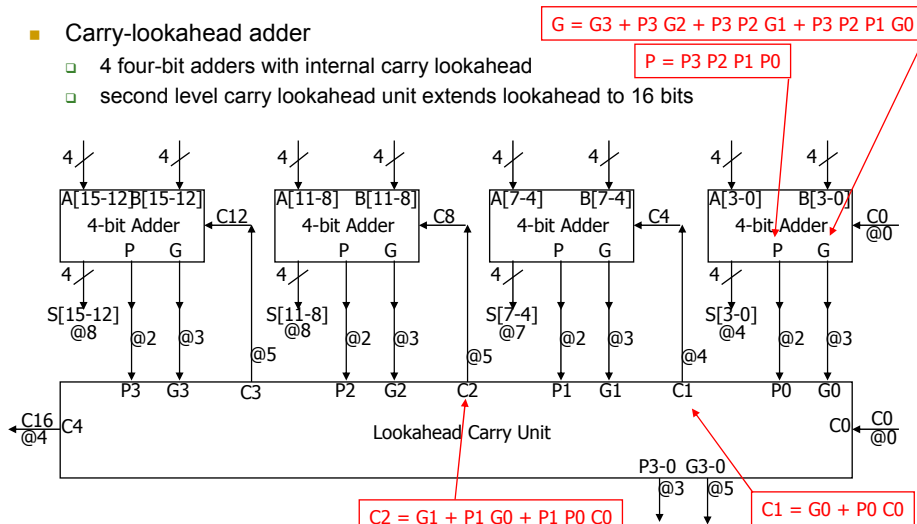 Carry-lookahead adder
4 four-bit adders with internal carry lookahead
second level carry lookahead unit extends lookahead to 16 bits
G = G3 + P3 G2 + P3 P2 G1 + P3 P2 P1 G0
P = P3 P2 P1 P0
4 4 4 4 4 4 4 4
A[15-12] B[15-12] A[11-8] B[11-8] A[7-4] B[7-4] A[3-0] B[3-0]
4-bit Adder C12 4-bit Adder C8 4-bit Adder C4 4-bit Adder C0
@0
P G P G P G P G
4 4 4 4
S[15-12] S[11-8] S[7-4] S[3-0]
@8 @8 @7 @4
@2 @3 @5 @2 @3 @5 @2 @3 @4 @2 @3
P3 G3 C3 P2 G2 C2 P1 G1 C1 P0 G0
C16 C4 C0 C0
@4 @0
Lookahead Carry Unit
P3-0 G3-0
@3 @5
C2 = G1 + P1 G0 + P1 P0 C0
C1 = G0 + P0 C0